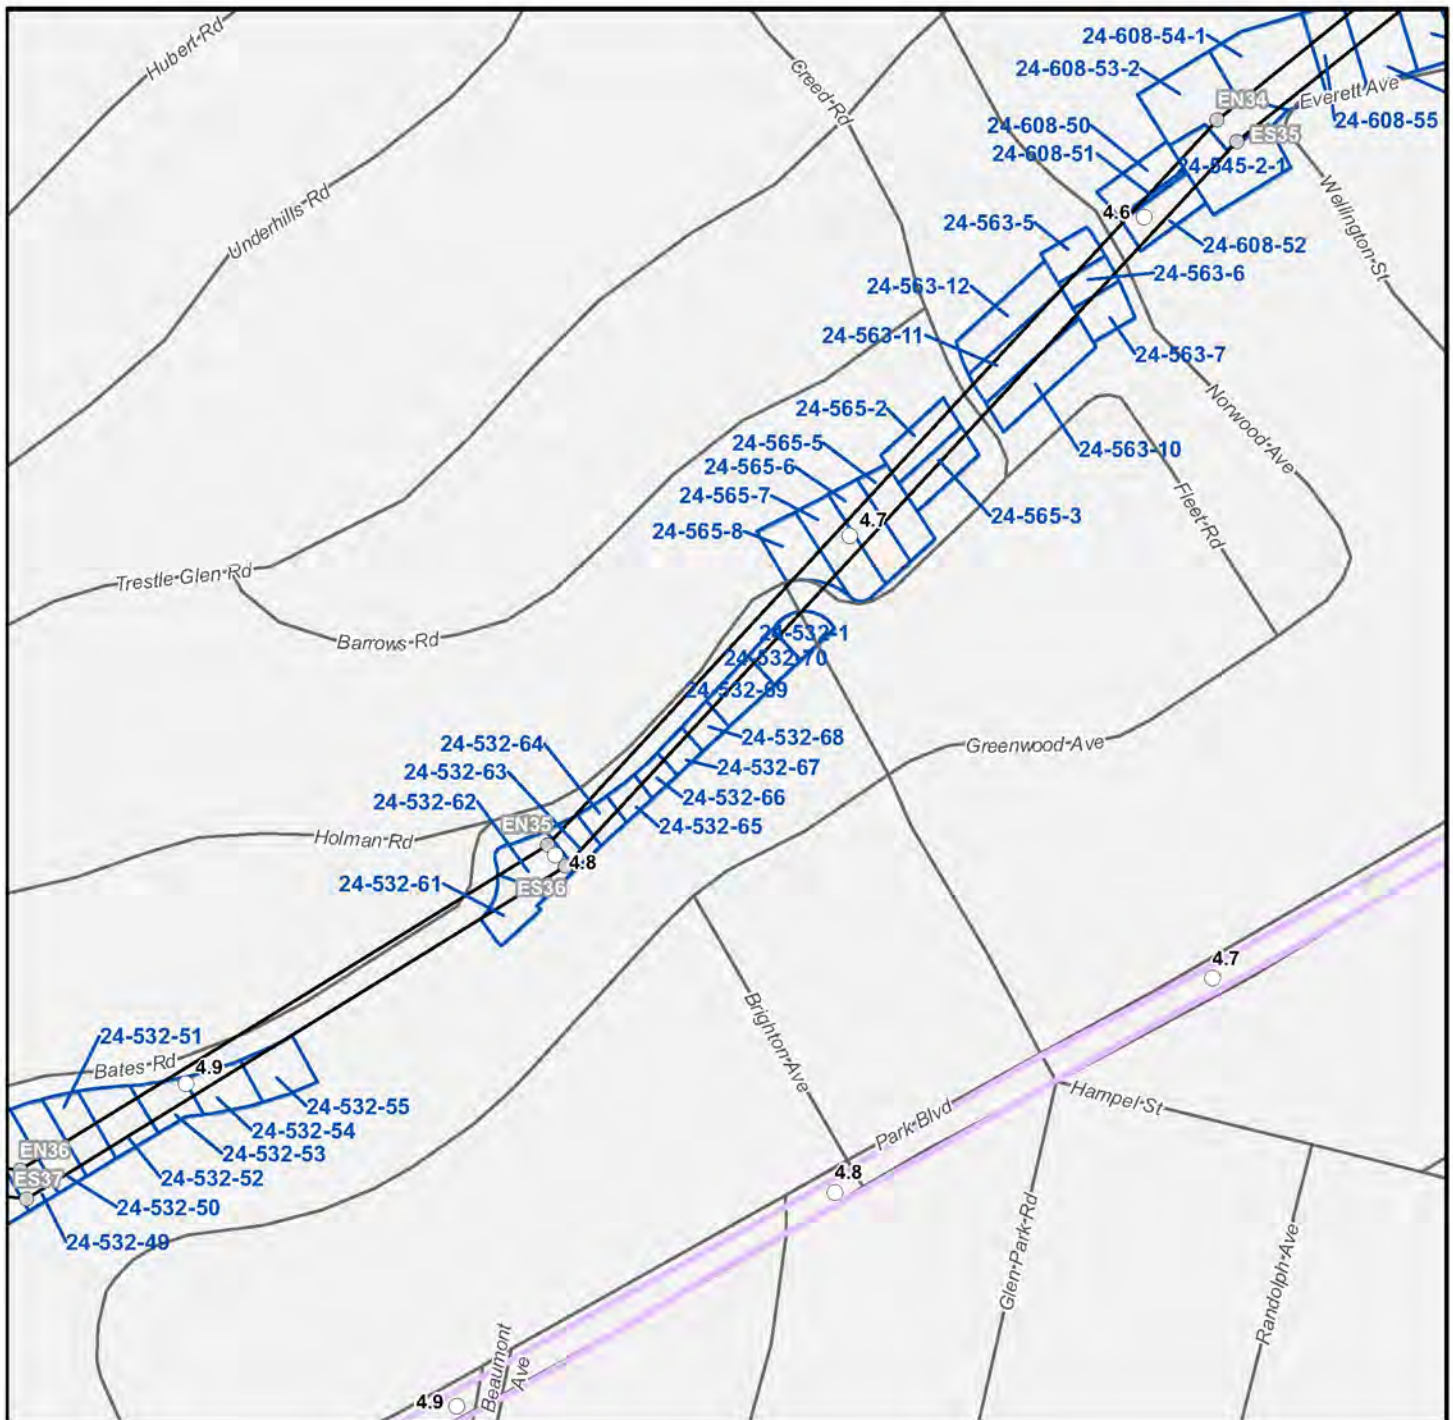 Hubert Rd
Creed Rd
24-608-54-1
24-608-53-2
Everett Ave
EN34
24-608-55
24-608-50
ES35
24-608-51
24-545-2-1
Underhills Rd
Wellington St
4.6
24-563-5
24-608-52
24-563-6
24-563-12
24-563-11
24-563-7
24-565-2
Norwood Ave
24-565-5
24-563-10
24-565-6
24-565-7
24-565-3
Fleet Rd
4.7
24-565-8
Trestle Glen Rd
Barrows Rd
24-532-1
24-532-70
24-532-69
24-532-64
24-532-68
Greenwood Ave
24-532-63
24-532-67
24-532-62
24-532-66
EN35
24-532-65
Holman Rd
4.8
24-532-61
ES36
4.7
24-532-51
Brighton Ave
Bates Rd
4.9
Hampel St
24-532-55
Park Blvd
24-532-54
EN36
24-532-53
ES37
24-532-52
4.8
24-532-50
24-532-49
Glen Park Rd
Randolph Ave
Beaumont
Ave
4.9